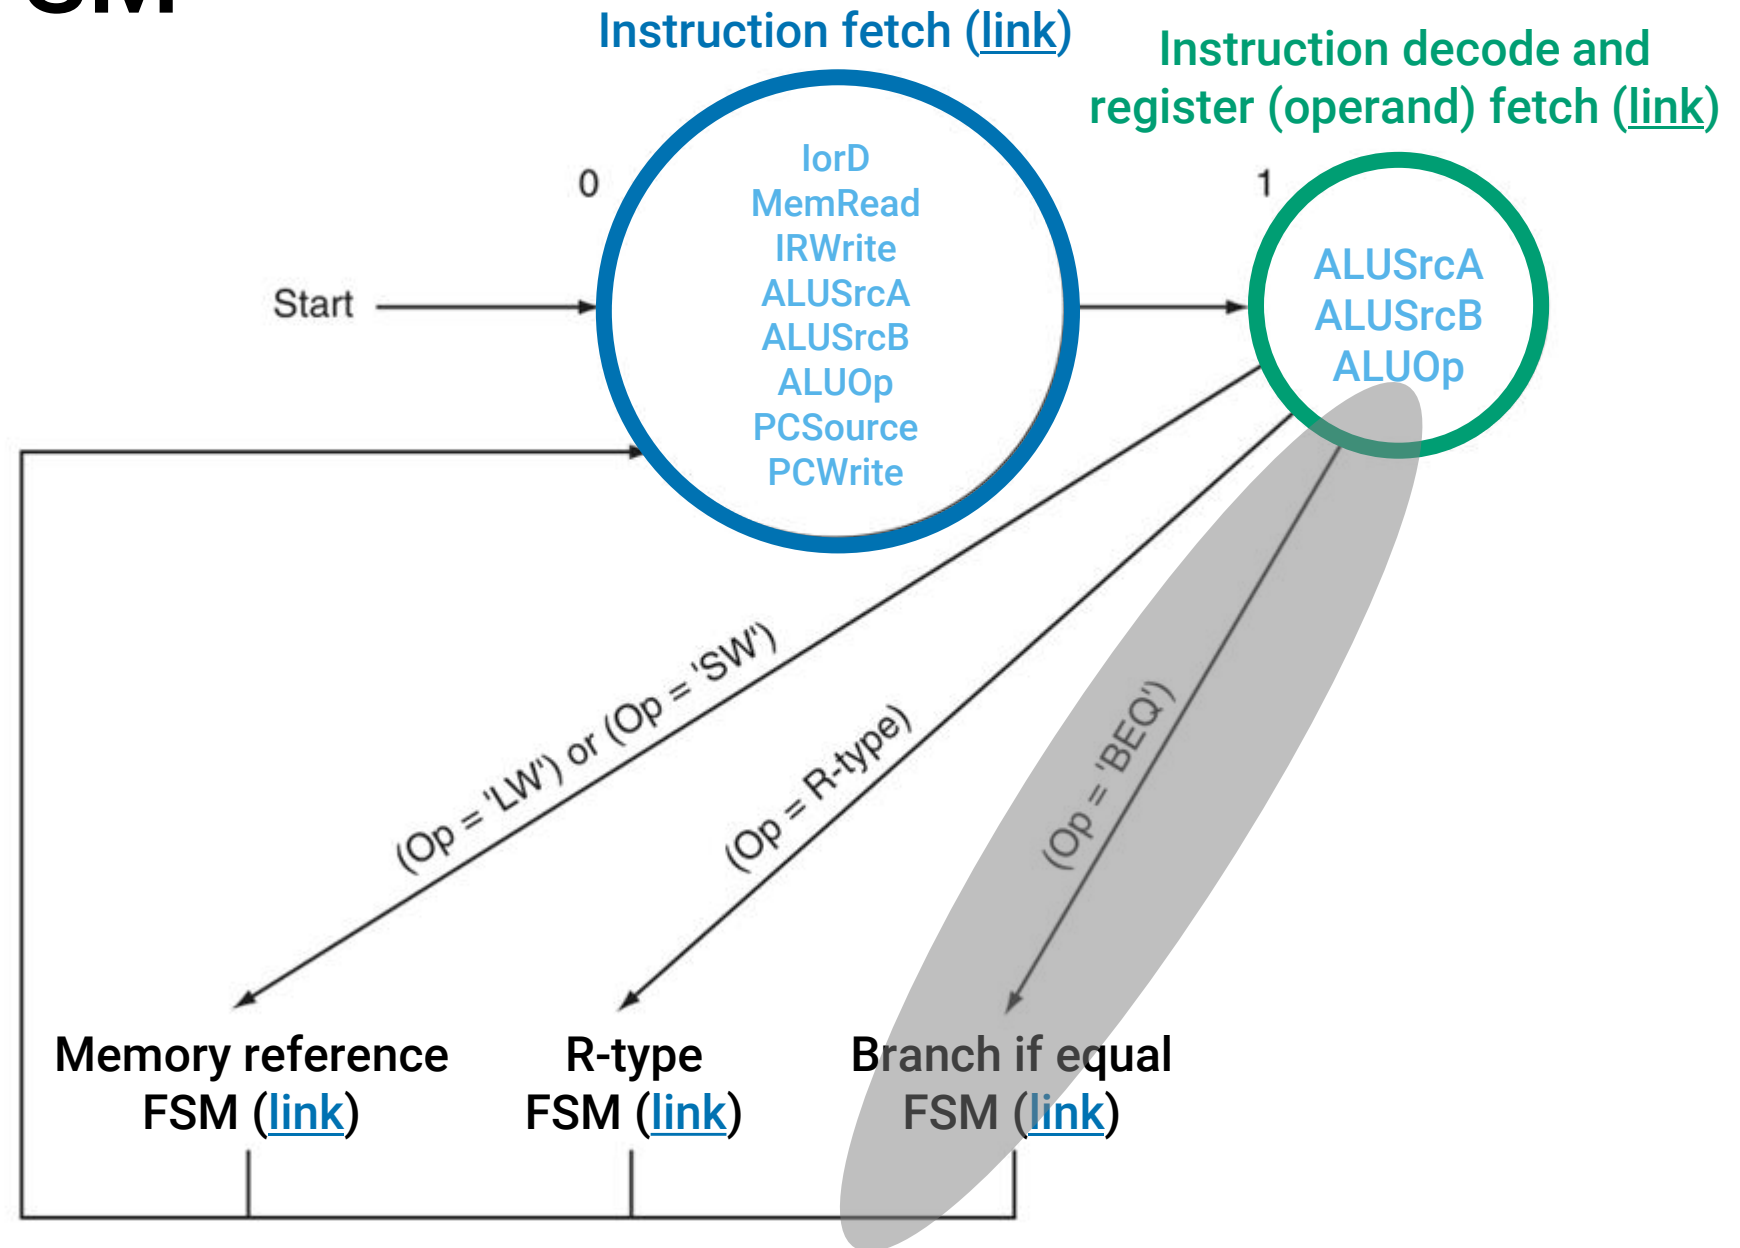 Instruction fetch (link)
Instruction decode and
register (operand) fetch (link)
0
IorD
MemRead
IRWrite
ALUSrcA
ALUSrcB
ALUOp
PCSource
PCWrite
1
ALUSrcA
ALUSrcB
ALUOp
Start
(Op = 'LW') or (Op = 'SW')
(Op = R-type)
(Op = 'BEQ')
Memory reference
FSM (link)
R-type
FSM (link)
Branch if equal
FSM (link)